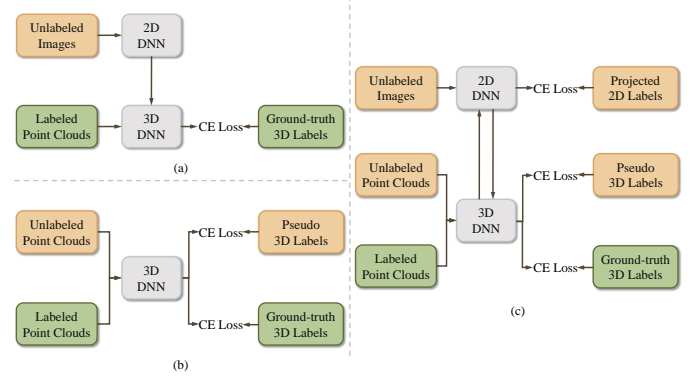 Unlabeled
Images
2D
DNN
Labeled
Point Clouds
3D
DNN
CE Loss
Ground-truth
3D Labels
(a)
Unlabeled
Point Clouds
Labeled
Point Clouds
3D
DNN
CE Loss
Pseudo
3D Labels
CE Loss
Ground-truth
3D Labels
(b)
Unlabeled
Images
2D
DNN
CE Loss
Projected
2D Labels
Unlabeled
Point Clouds
Labeled
Point Clouds
3D
DNN
CE Loss
Pseudo
3D Labels
CE Loss
Ground-truth
3D Labels
(c)